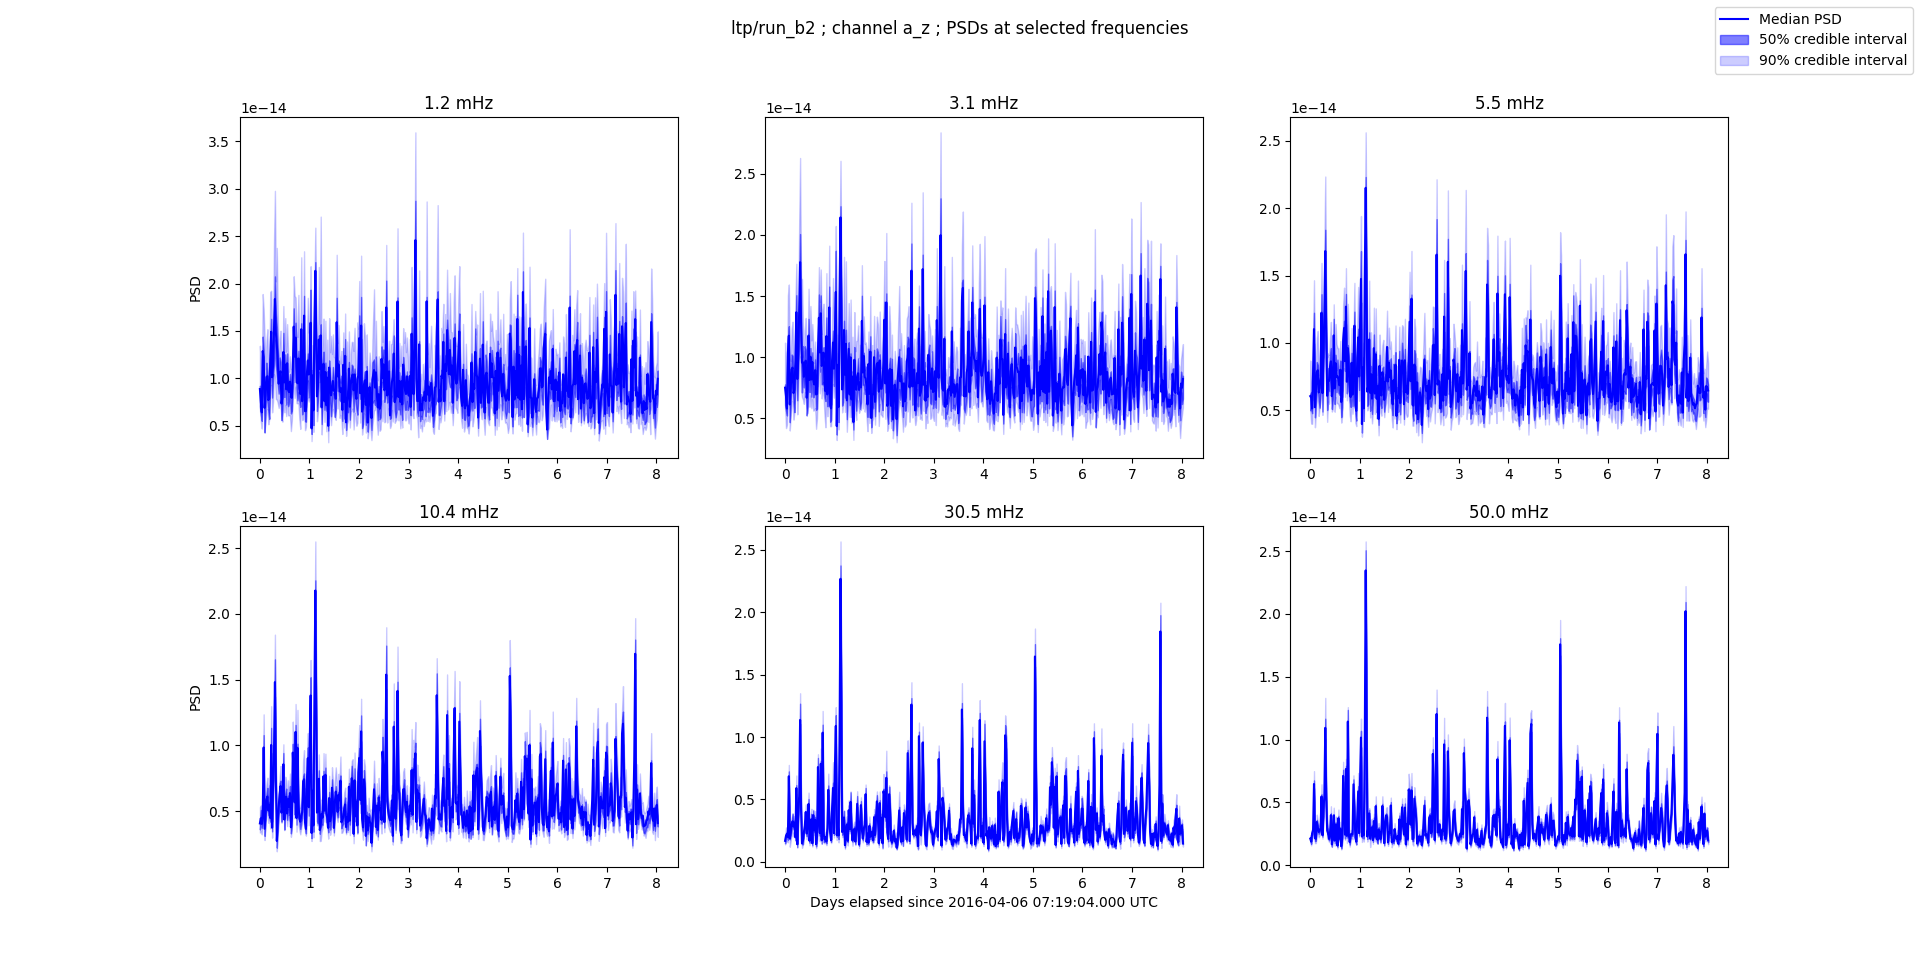 ltp/run_b2 ; channel a_z ; PSDs at selected frequencies
Median PSD
50% credible interval
90% credible interval
1.2 mHz
1e−14
3.5
3.0
2.5
2.0
1.5
1.0
0.5
PSD
0 1 2 3 4 5 6 7 8
3.1 mHz
1e−14
2.5
2.0
1.5
1.0
0.5
0 1 2 3 4 5 6 7 8
5.5 mHz
1e−14
2.5
2.0
1.5
1.0
0.5
0 1 2 3 4 5 6 7 8
10.4 mHz
1e−14
2.5
2.0
1.5
1.0
0.5
PSD
0 1 2 3 4 5 6 7 8
30.5 mHz
1e−14
2.5
2.0
1.5
1.0
0.5
0.0
0 1 2 3 4 5 6 7 8
Days elapsed since 2016-04-06 07:19:04.000 UTC
50.0 mHz
1e−14
2.5
2.0
1.5
1.0
0.5
0.0
0 1 2 3 4 5 6 7 8